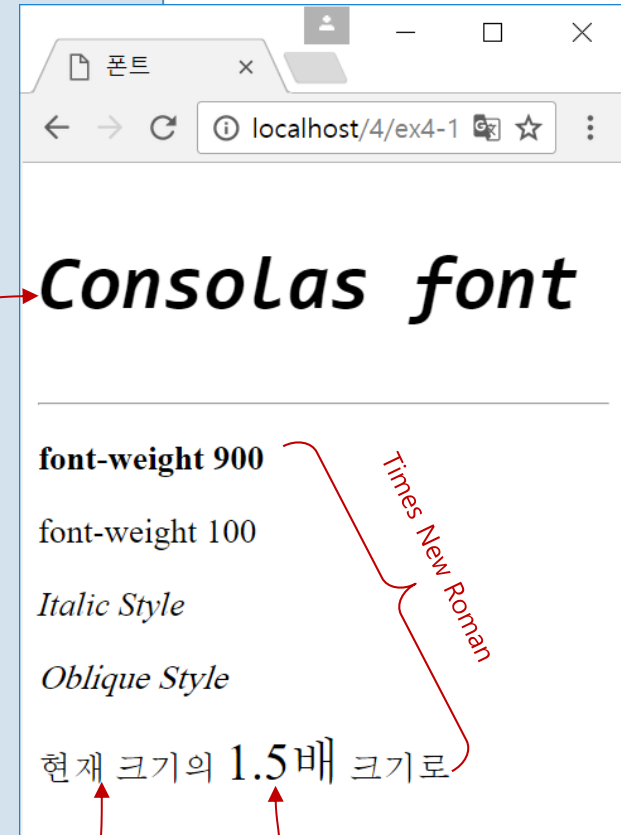 폰트
localhost/4/ex4-1
Consolas font
font-weight 900
font-weight 100
Italic Style
Oblique Style
현재 크기의 1.5배 크기로
Times New Roman